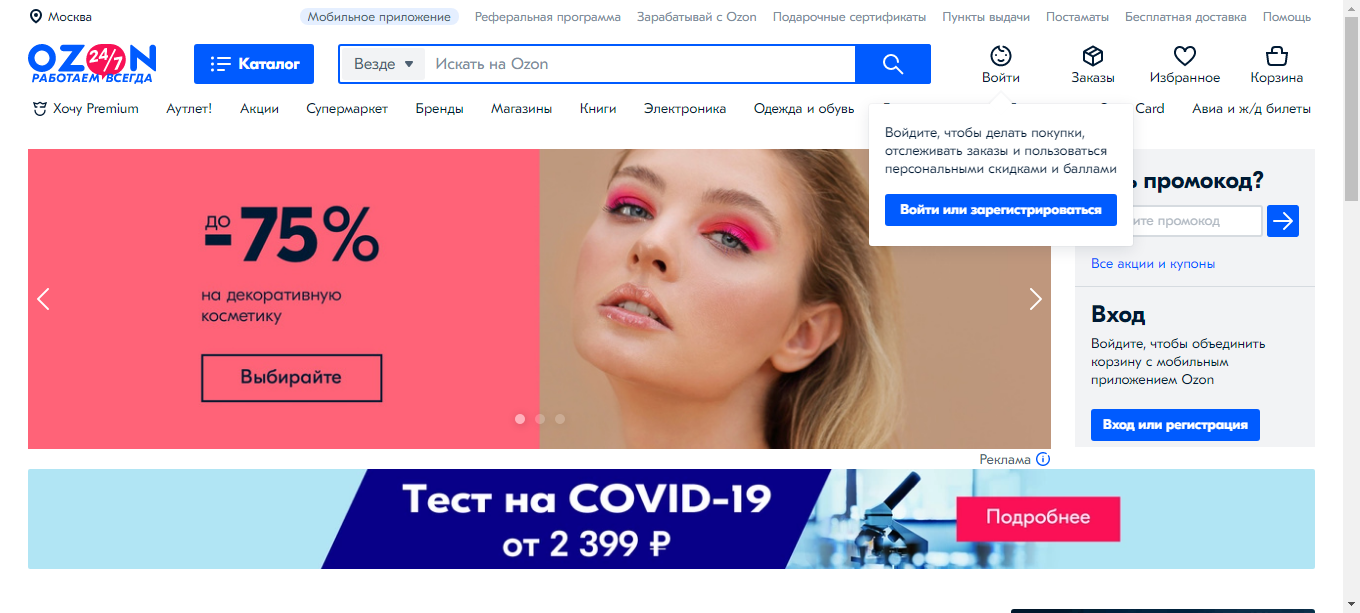 Москва
Мобильное приложение
Реферальная программа
Зарабатывай с Ozon
Подарочные сертификаты
Пункты выдачи
Постаматы
Бесплатная доставка
Помощь
OZON
24/7
РАБОТАЕМ ВСЕГДА
Каталог
Везде
Искать на Ozon
Войти
Заказы
Избранное
Корзина
Хочу Premium
Аутлет!
Акции
Супермаркет
Бренды
Магазины
Книги
Электроника
Одежда и обувь
Card
Авиа и ж/д билеты
Войдите, чтобы делать покупки,
отслеживать заказы и пользоваться
персональными скидками и баллами
Войти или зарегистрироваться
до
-75%
на декоративную
косметику
Выбирайте
промокод?
промокод
Все акции и купоны
Вход
Войдите, чтобы объединить
корзину с мобильным
приложением Ozon
Вход или регистрация
Реклама
Тест на COVID-19
от 2 399 ₽
Подробнее